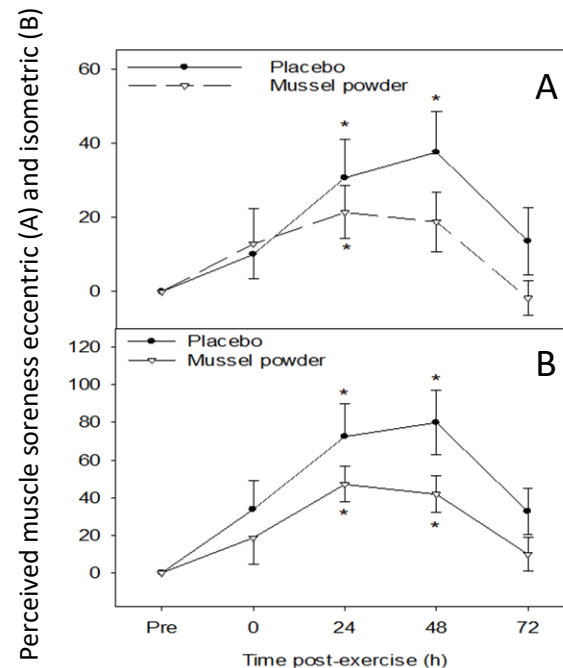 Perceived muscle soreness eccentric (A) and isometric (B)
60
40
20
0
Placebo
Mussel powder
A
*
*
*
120
100
80
60
40
20
0
Placebo
Mussel powder
B
*
*
*
*
Pre
0
24
48
72
Time post-exercise (h)